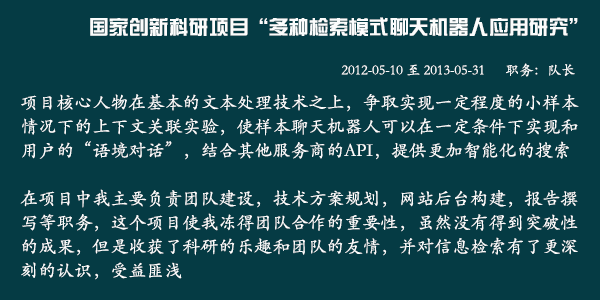 国家创新科研项目“多种检索模式聊天机器人应用研究”
2012-05-10 至 2013-05-31 职务：队长
项目核心人物在基本的文本处理技术之上，争取实现一定程度的小样本
情况下的上下文关联实验，使样本聊天机器人可以在一定条件下实现和
用户的“语境对话”，结合其他服务商的API，提供更加智能化的搜索
在项目中我主要负责团队建设，技术方案规划，网站后台构建，报告撰
写等职务，这个项目使我冻得团队合作的重要性，虽然没有得到突破性
的成果，但是收获了科研的乐趣和团队的友情，并对信息检索有了更深
刻的认识，受益匪浅